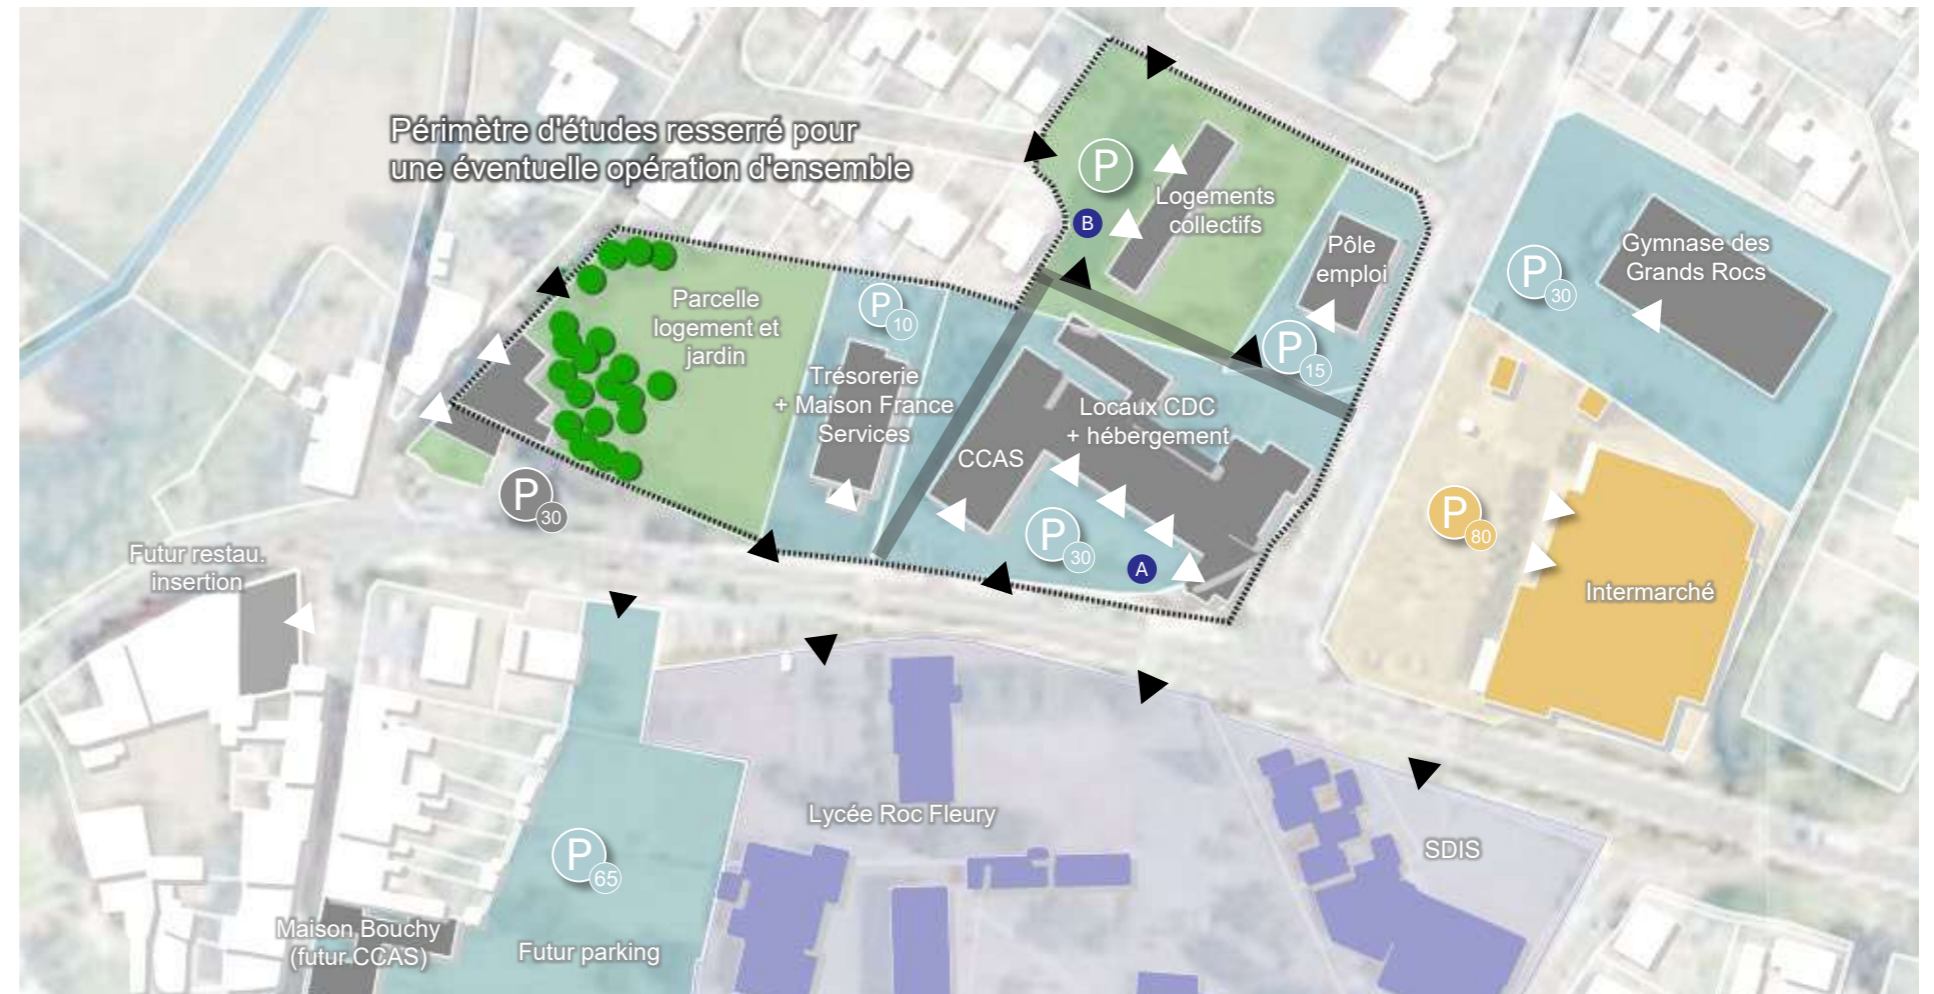 Périmètre d'études resserré pour
une éventuelle opération d'ensemble
P
B
Logements
collectifs
Pôle
emploi
P
15
P
30
Gymnase des
Grands Rocs
Parcelle
logement et
jardin
P
10
Trésorerie
+ Maison France
Services
CCAS
Locaux CDC
+ hébergement
P
30
A
P
30
P
80
Intermarché
Futur restau.
insertion
Lycée Roc Fleury
SDIS
P
65
Maison Bouchy
(futur CCAS)
Futur parking